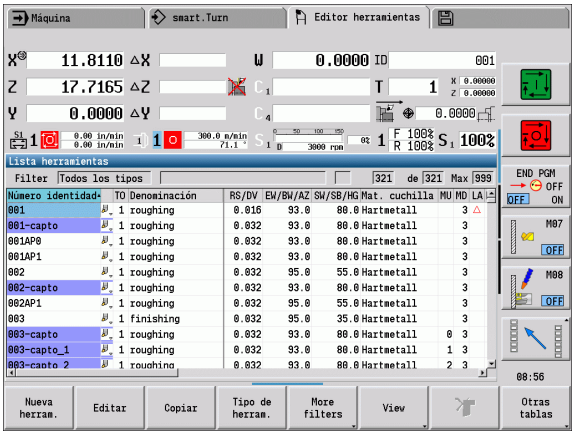 Máquina smart.Turn Editor herramientas
X 11.8110 ΔX W 0.0000 ID 001
Z 17.7165 ΔZ C 1 T 1 X 0.00000 Z 0.00000
Y 0.0000 ΔY C 4 0.0000
S1 1 0.00 in/min 0.00 in/min 1 1 300.0 m/min 71.1 ° S 1 0 50 100 150 D 3000 rpm 0% 1 F 100% R 100% S 1 100%
Lista herramientas
Filter Todos los tipos 321 de 321 Max 999
Número identidad TO Denominación RS/DV EW/BW/AZ SW/SB/HG Mat. cuchilla MU MD LA
001 1 roughing 0.016 93.0 80.0 Hartmetall 3
001-capto 1 roughing 0.032 93.0 80.0 Hartmetall 3
001AP0 1 roughing 0.032 93.0 80.0 Hartmetall 3
001AP1 1 roughing 0.032 93.0 80.0 Hartmetall 3
002 1 roughing 0.032 95.0 55.0 Hartmetall 3
002-capto 1 roughing 0.032 93.0 80.0 Hartmetall 3
002AP1 1 roughing 0.032 95.0 55.0 Hartmetall 3
003 1 finishing 0.032 95.0 35.0 Hartmetall 3
003-capto 1 roughing 0.032 93.0 80.0 Hartmetall 0 3
003-capto_1 1 roughing 0.032 93.0 80.0 Hartmetall 1 3
003-capto_2 1 roughing 0.032 93.0 80.0 Hartmetall 2 3
END PGM
OFF
OFF ON
M07
OFF
M08
OFF
08:56
Nueva herram.
Editar
Copiar
Tipo de herram.
More filters
View
Otras tablas